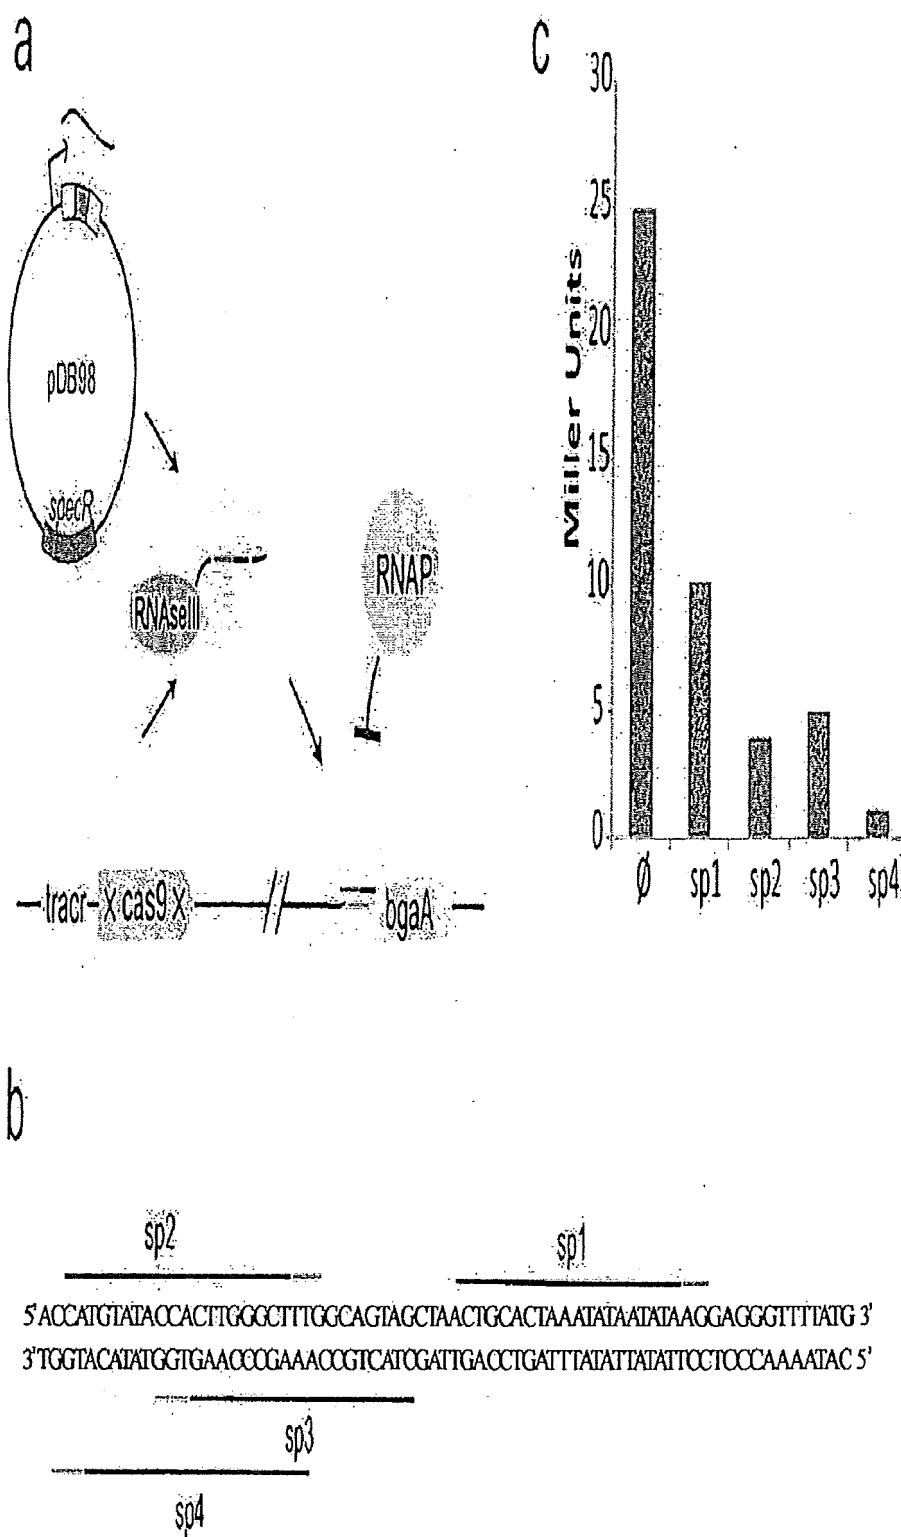 a
pDB98
specR
RNAseIII
RNAP
tracr
X cas9 X
bgaA
c
Miller Units
30
25
20
15
10
5
0
Ø sp1 sp2 sp3 sp4
b
sp2
sp1
5'ACCATGTATACCACTTGGGCTTTGGCAGTAGCTAACTGCACTAAATATAATATAAGGAGGGTTTTATG 3'
3'TGGTACATATGGTGAACCCGAAACCGTCATCGATTGACCTGATTTATATTATATTCCTCCCAAAATAC 5'
sp3
sp4